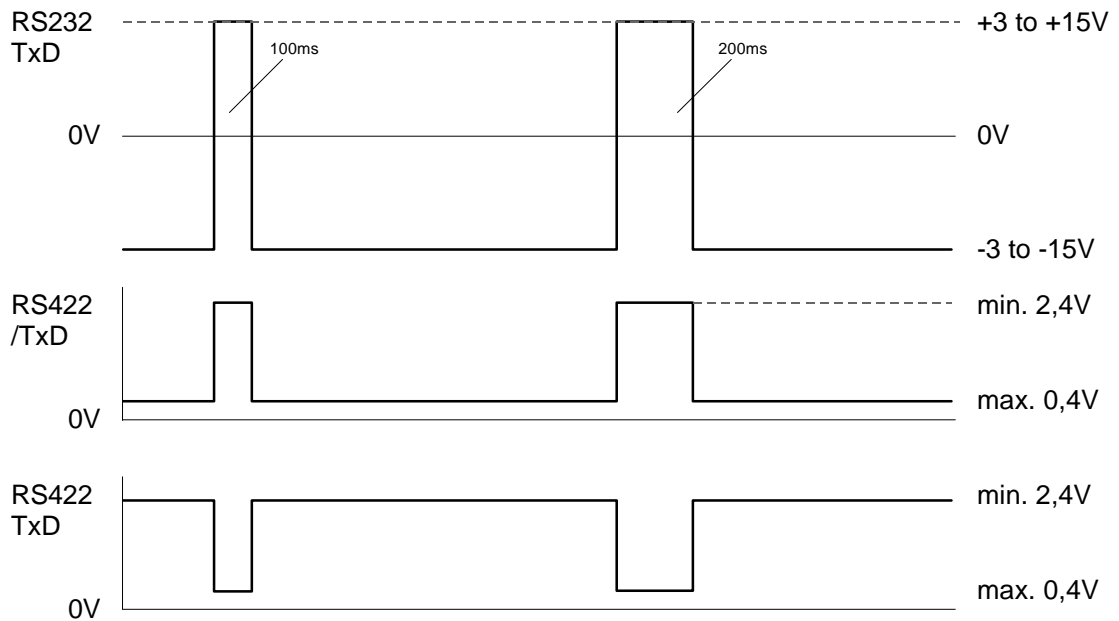 RS232
TxD
+3 to +15V
100ms
200ms
0V
0V
-3 to -15V
RS422
/TxD
min. 2,4V
max. 0,4V
0V
RS422
TxD
min. 2,4V
max. 0,4V
0V